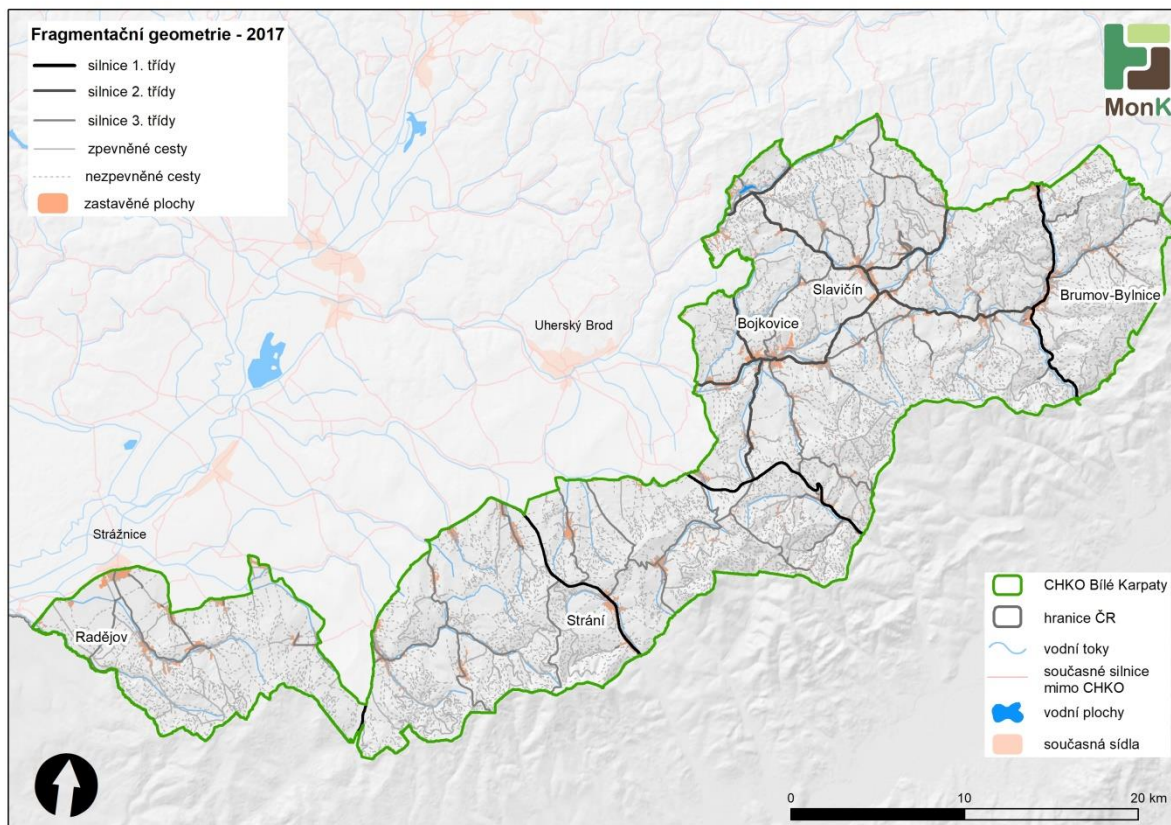 Fragmentační geometrie - 2017
silnice 1. třídy
silnice 2. třídy
silnice 3. třídy
zpevněné cesty
nezpevněné cesty
zastavěné plochy
MonK
Slavičín
Brumov-Bylnice
Uherský Brod
Bojkovice
Strážnice
Radějov
Strání
CHKO Bílé Karpaty
hranice ČR
vodní toky
současné silnice
mimo CHKO
vodní plochy
současná sídla
0 10 20 km